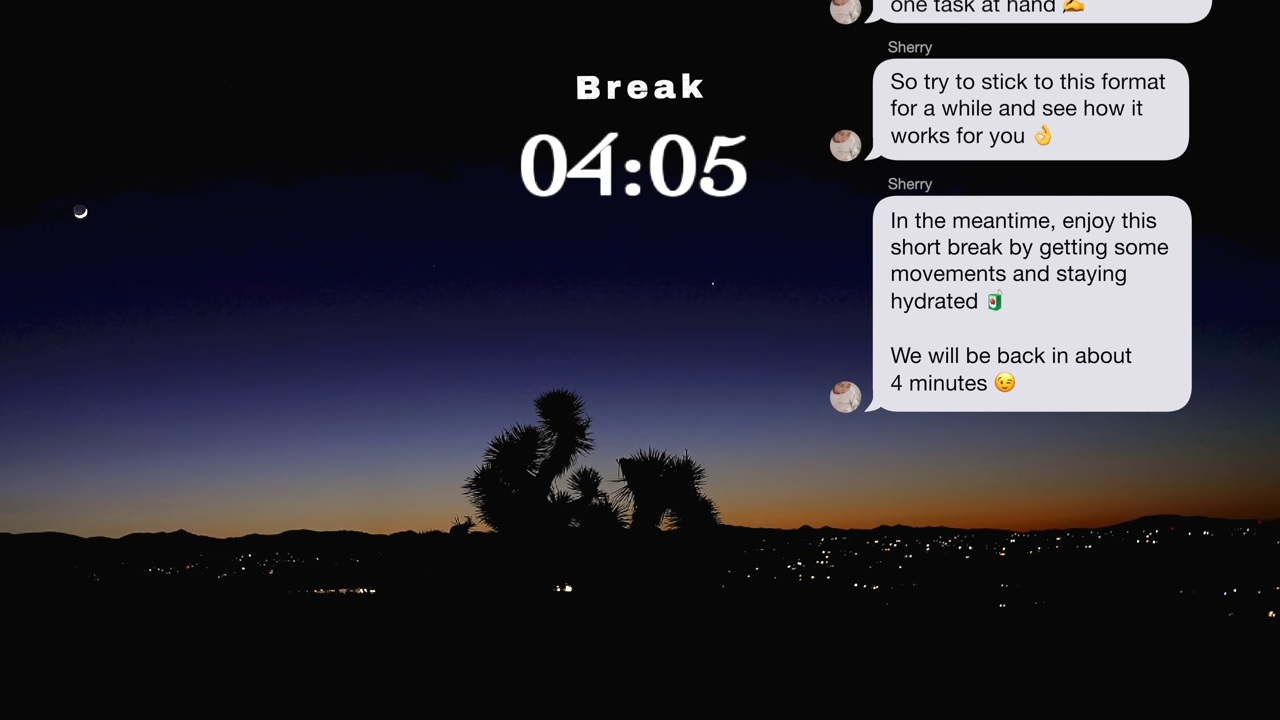 Break
04:05
one task at hand ✍️
Sherry
So try to stick to this format
for a while and see how it
works for you 👌
Sherry
In the meantime, enjoy this
short break by getting some
movements and staying
hydrated 🧃
We will be back in about
4 minutes 😉